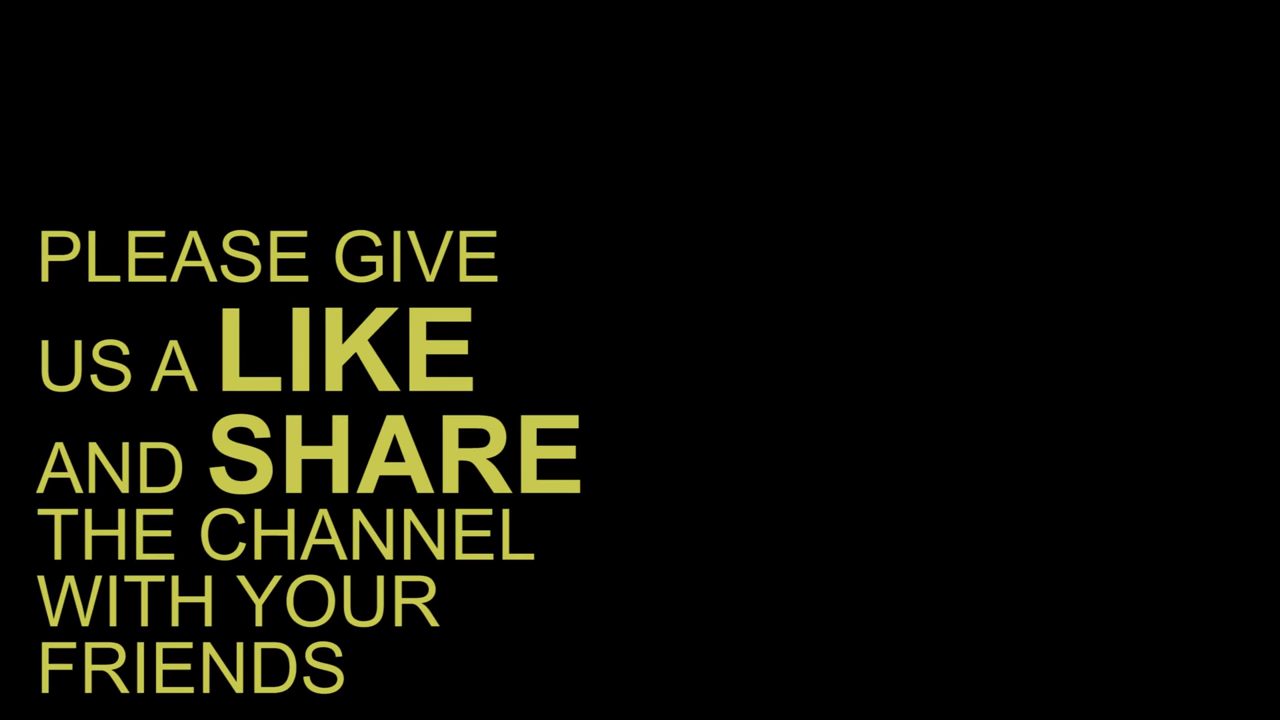 PLEASE GIVE
US A LIKE
AND SHARE
THE CHANNEL
WITH YOUR
FRIENDS